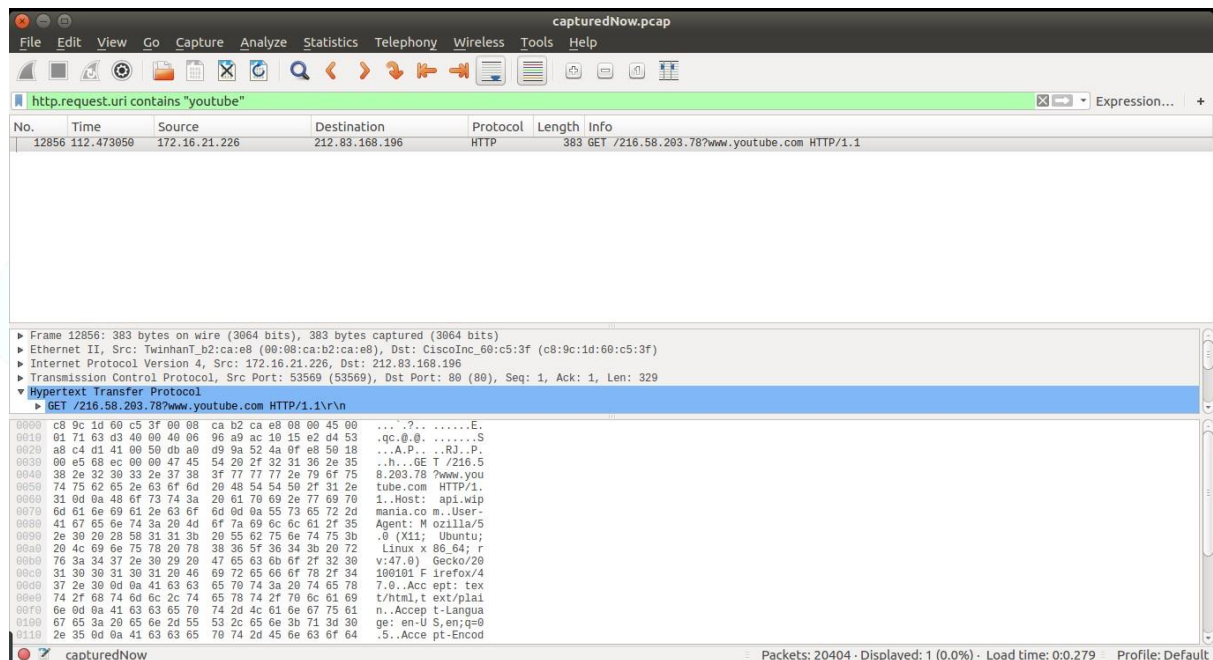 capturedNow.pcap
File Edit View Go Capture Analyze Statistics Telephony Wireless Tools Help
http.request.uri contains "youtube" Expression... +
No. Time Source Destination Protocol Length Info
12856 112.473050 172.16.21.226 212.83.168.196 HTTP 383 GET /216.58.203.78?www.youtube.com HTTP/1.1
Frame 12856: 383 bytes on wire (3064 bits), 383 bytes captured (3064 bits)
Ethernet II, Src: TwinhanT_b2:ca:e8 (00:08:ca:b2:ca:e8), Dst: CiscoInc_60:c5:3f (c8:9c:1d:60:c5:3f)
Internet Protocol Version 4, Src: 172.16.21.226, Dst: 212.83.168.196
Transmission Control Protocol, Src Port: 53569 (53569), Dst Port: 80 (80), Seq: 1, Ack: 1, Len: 329
Hypertext Transfer Protocol
GET /216.58.203.78?www.youtube.com HTTP/1.1\r\n
0000 c8 9c 1d 60 c5 3f 00 08 ca b2 ca e8 08 00 45 00 ...`.?.. ......E.
0010 01 71 63 d3 40 00 40 06 96 a9 ac 10 15 e2 d4 53 .qc.@.@. .......S
0020 a8 c4 d1 41 00 50 db a0 d9 9a 52 4a 0f e8 50 18 ...A.P.. ..RJ..P.
0030 00 e5 68 ec 00 00 47 45 54 20 2f 32 31 36 2e 35 ..h...GE T /216.5
0040 38 2e 32 30 33 2e 37 38 3f 77 77 77 2e 79 6f 75 8.203.78 ?www.you
0050 74 75 62 65 2e 63 6f 6d 20 48 54 54 50 2f 31 2e tube.com HTTP/1.
0060 31 0d 0a 48 6f 73 74 3a 20 61 70 69 2e 77 69 70 1..Host: api.wip
0070 6d 61 6e 69 61 2e 63 6f 6d 0d 0a 55 73 65 72 2d mania.co m..User-
0080 41 67 65 6e 74 3a 20 4d 6f 7a 69 6c 6c 61 2f 35 Agent: M ozilla/5
0090 2e 30 20 28 58 31 31 3b 20 55 62 75 6e 74 75 3b .0 (X11; Ubuntu;
00a0 20 4c 69 6e 75 78 20 78 38 36 5f 36 34 3b 20 72 Linux x 86_64; r
00b0 76 3a 34 37 2e 30 29 20 47 65 63 6b 6f 2f 32 30 v:47.0) Gecko/20
00c0 31 30 30 31 30 31 20 46 69 72 65 66 6f 78 2f 34 100101 F irefox/4
00d0 37 2e 30 0d 0a 41 63 63 65 70 74 3a 20 74 65 78 7.0..Acc ept: tex
00e0 74 2f 68 74 6d 6c 2c 74 65 78 74 2f 70 6c 61 69 t/html,t ext/plai
00f0 6e 0d 0a 41 63 63 65 70 74 2d 4c 61 6e 67 75 61 n..Accep t-Langua
0100 67 65 3a 20 65 6e 2d 55 53 2c 65 6e 3b 71 3d 30 ge: en-U S,en;q=0
0110 2e 35 0d 0a 41 63 63 65 70 74 2d 45 6e 63 6f 64 .5..Acce pt-Encod
capturedNow Packets: 20404 · Displayed: 1 (0.0%) · Load time: 0:0.279 Profile: Default